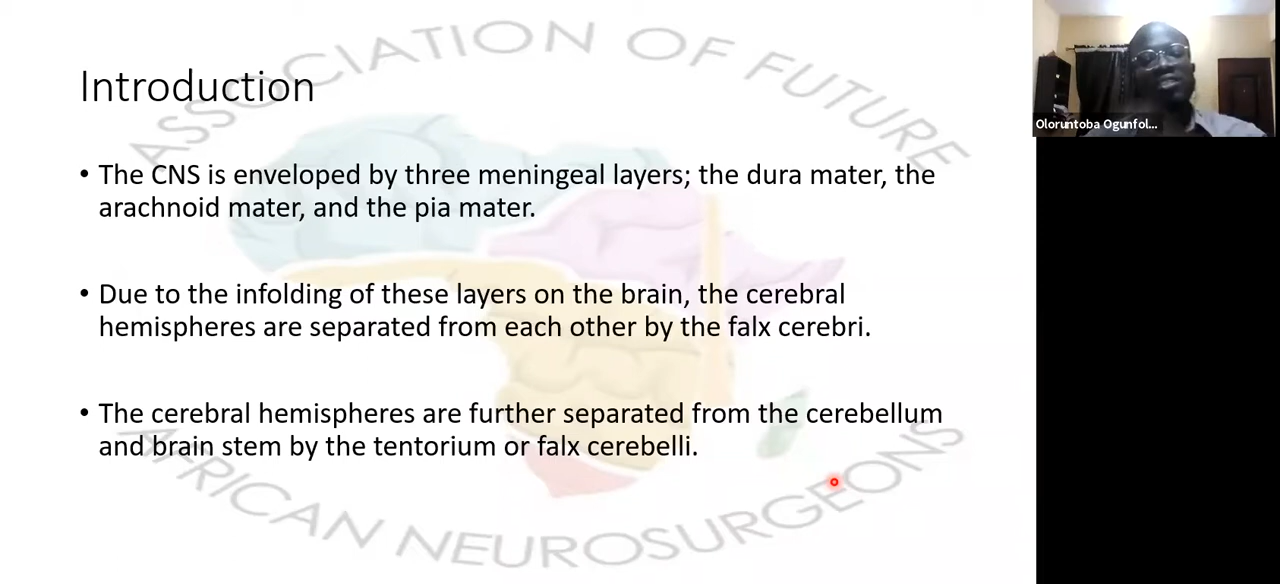 ASSOCIATION OF FUTURE
Introduction
• The CNS is enveloped by three meningeal layers; the dura mater, the
arachnoid mater, and the pia mater.
• Due to the infolding of these layers on the brain, the cerebral
hemispheres are separated from each other by the falx cerebri.
• The cerebral hemispheres are further separated from the cerebellum
and brain stem by the tentorium or falx cerebelli.
AFRICAN NEUROSURGEONS
Oloruntoba Ogunfol...